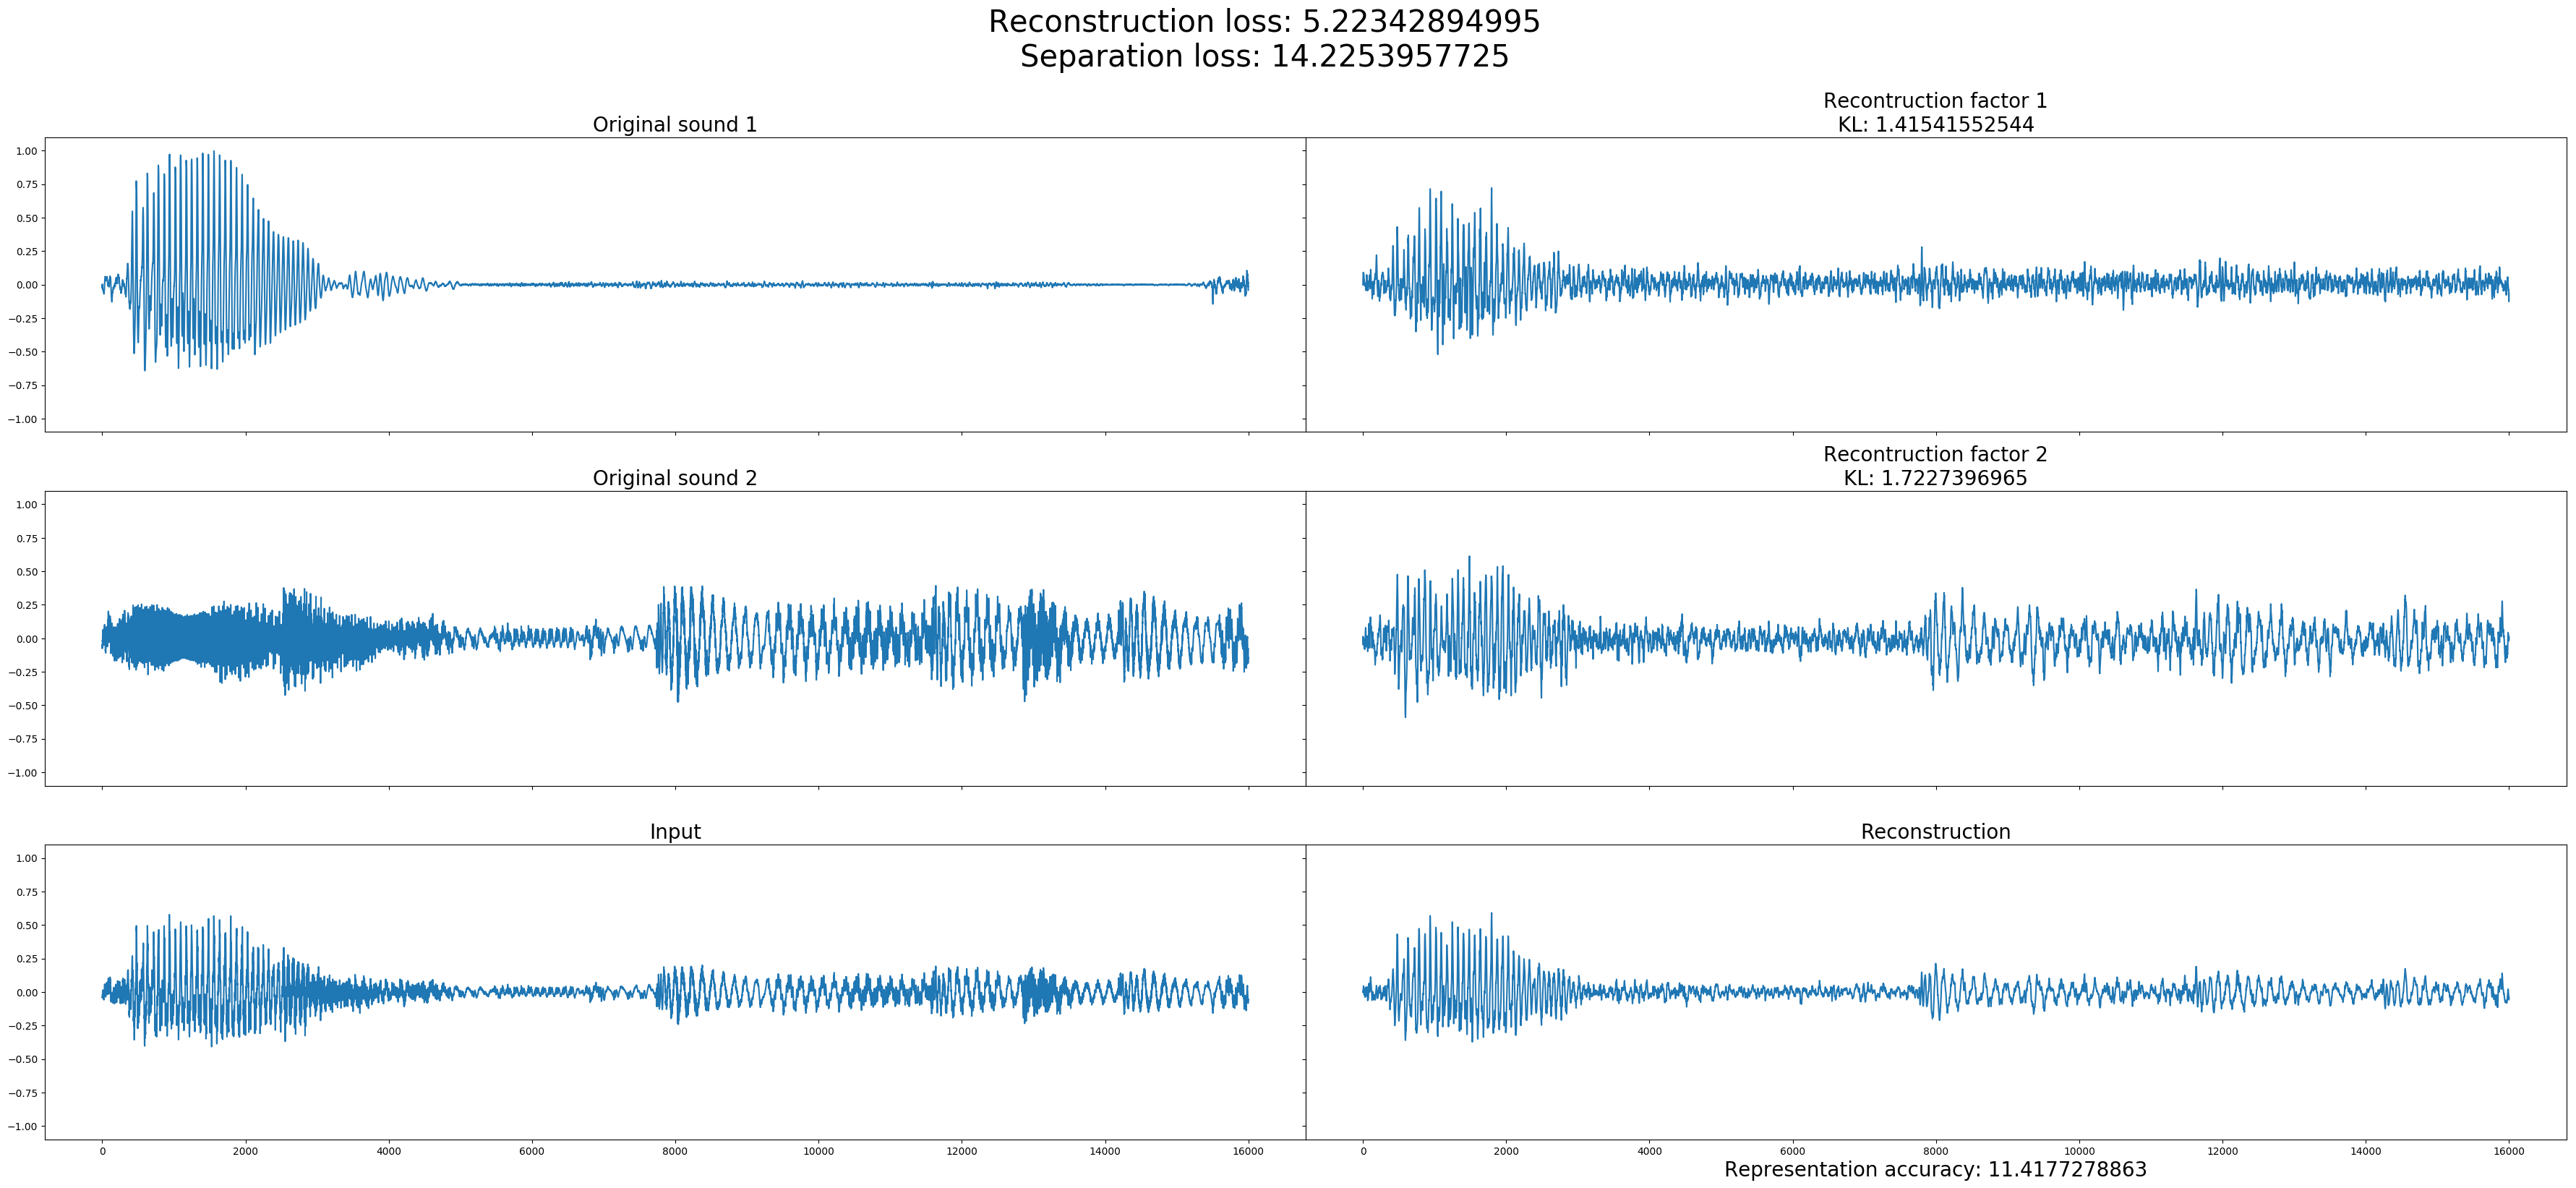 Reconstruction loss: 5.22342894995
Separation loss: 14.2253957725
Original sound 1
Recontruction factor 1
KL: 1.41541552544
1.00
0.75
0.50
0.25
0.00
−0.25
−0.50
−0.75
−1.00
Original sound 2
Recontruction factor 2
KL: 1.7227396965
1.00
0.75
0.50
0.25
0.00
−0.25
−0.50
−0.75
−1.00
Input
Reconstruction
1.00
0.75
0.50
0.25
0.00
−0.25
−0.50
−0.75
−1.00
0 2000 4000 6000 8000 10000 12000 14000 16000
0 2000 4000 6000 8000 10000 12000 14000 16000
Representation accuracy: 11.4177278863